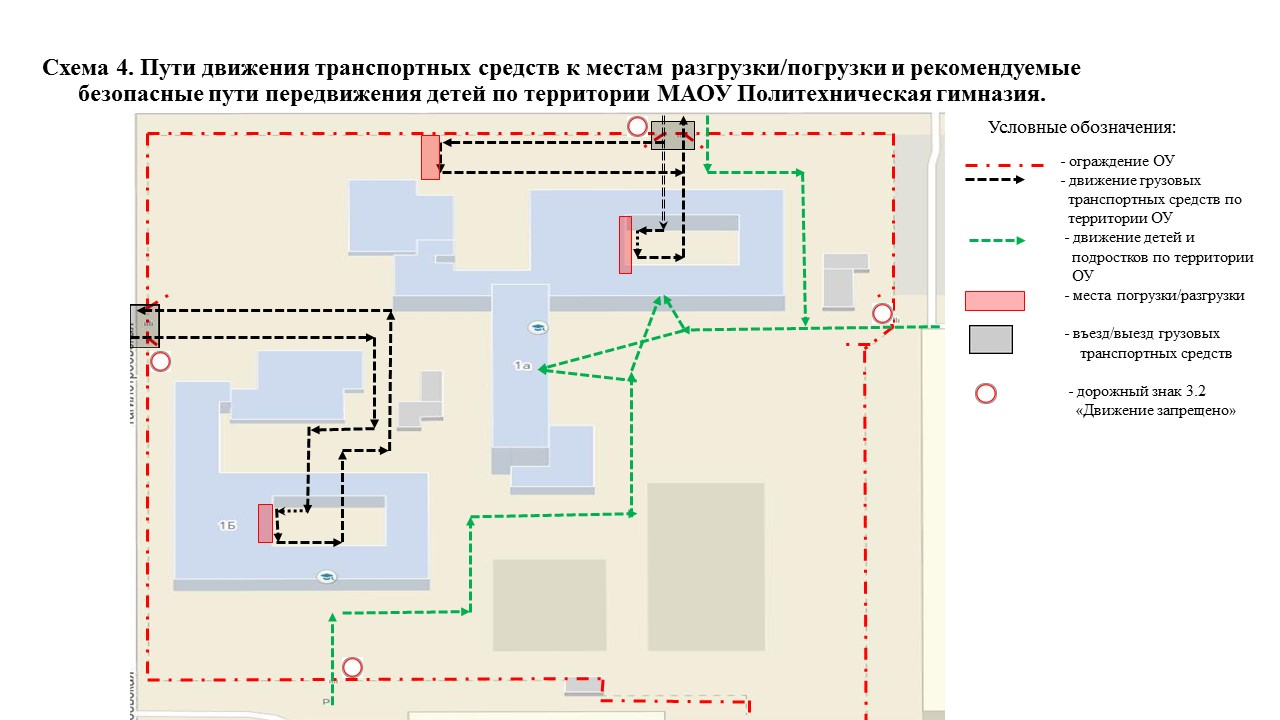 Схема 4. Пути движения транспортных средств к местам разгрузки/погрузки и рекомендуемые
безопасные пути передвижения детей по территории МАОУ Политехническая гимназия.
Условные обозначения:
- ограждение ОУ
- движение грузовых
транспортных средств по
территории ОУ
- движение детей и
подростков по территории
ОУ
- места погрузки/разгрузки
- въезд/выезд грузовых
транспортных средств
- дорожный знак 3.2
«Движение запрещено»
1а
1Б
P